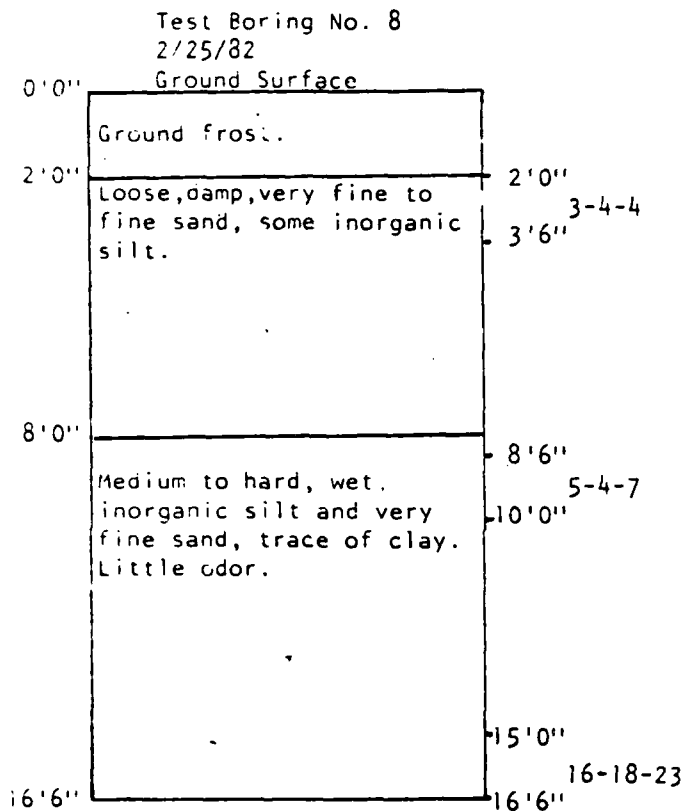 Test Boring No. 8
2/25/82
Ground Surface
0'0"
Ground frost.
2'0"
2'0"
Loose,damp,very fine to
fine sand, some inorganic
silt.
3-4-4
3'6"
8'0"
8'6"
Medium to hard, wet.
inorganic silt and very
fine sand, trace of clay.
Little odor.
5-4-7
10'0"
15'0"
16-18-23
16'6"
16'6"